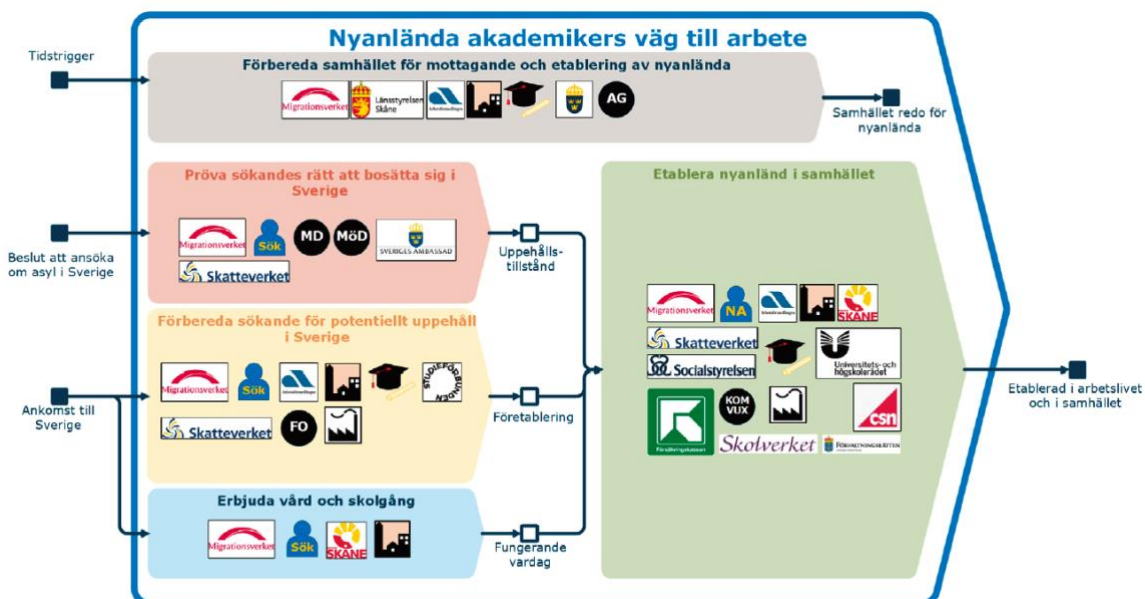 Nyanlända akademikers väg till arbete
Tidstrigger
Förbereda samhället för mottagande och etablering av nyanlända
Migrationsverket
Länsstyrelsen
Skåne
AG
Samhället redo för
nyanlända
Pröva sökandes rätt att bosätta sig i
Sverige
Migrationsverket
Sök
MD
MöD
SVERIGES AMBASSAD
Skatteverket
Beslut att ansöka
om asyl i Sverige
Uppehålls-
tillstånd
Förbereda sökande för potentiellt uppehåll
i Sverige
Migrationsverket
Sök
STUDIEFÖRBUNDEN
Skatteverket
FO
Ankomst till
Sverige
Företablering
Erbjuda vård och skolgång
Migrationsverket
Sök
SKÅNE
Fungerande
vardag
Etablera nyanländ i samhället
Migrationsverket
NA
SKÅNE
Skatteverket
Socialstyrelsen
Universitets- och
högskolerådet
Försäkringskassan
KOM
VUX
csn
Skolverket
FÖRVALTNINGSRÄTTEN
Etablerad i arbetslivet
och i samhället